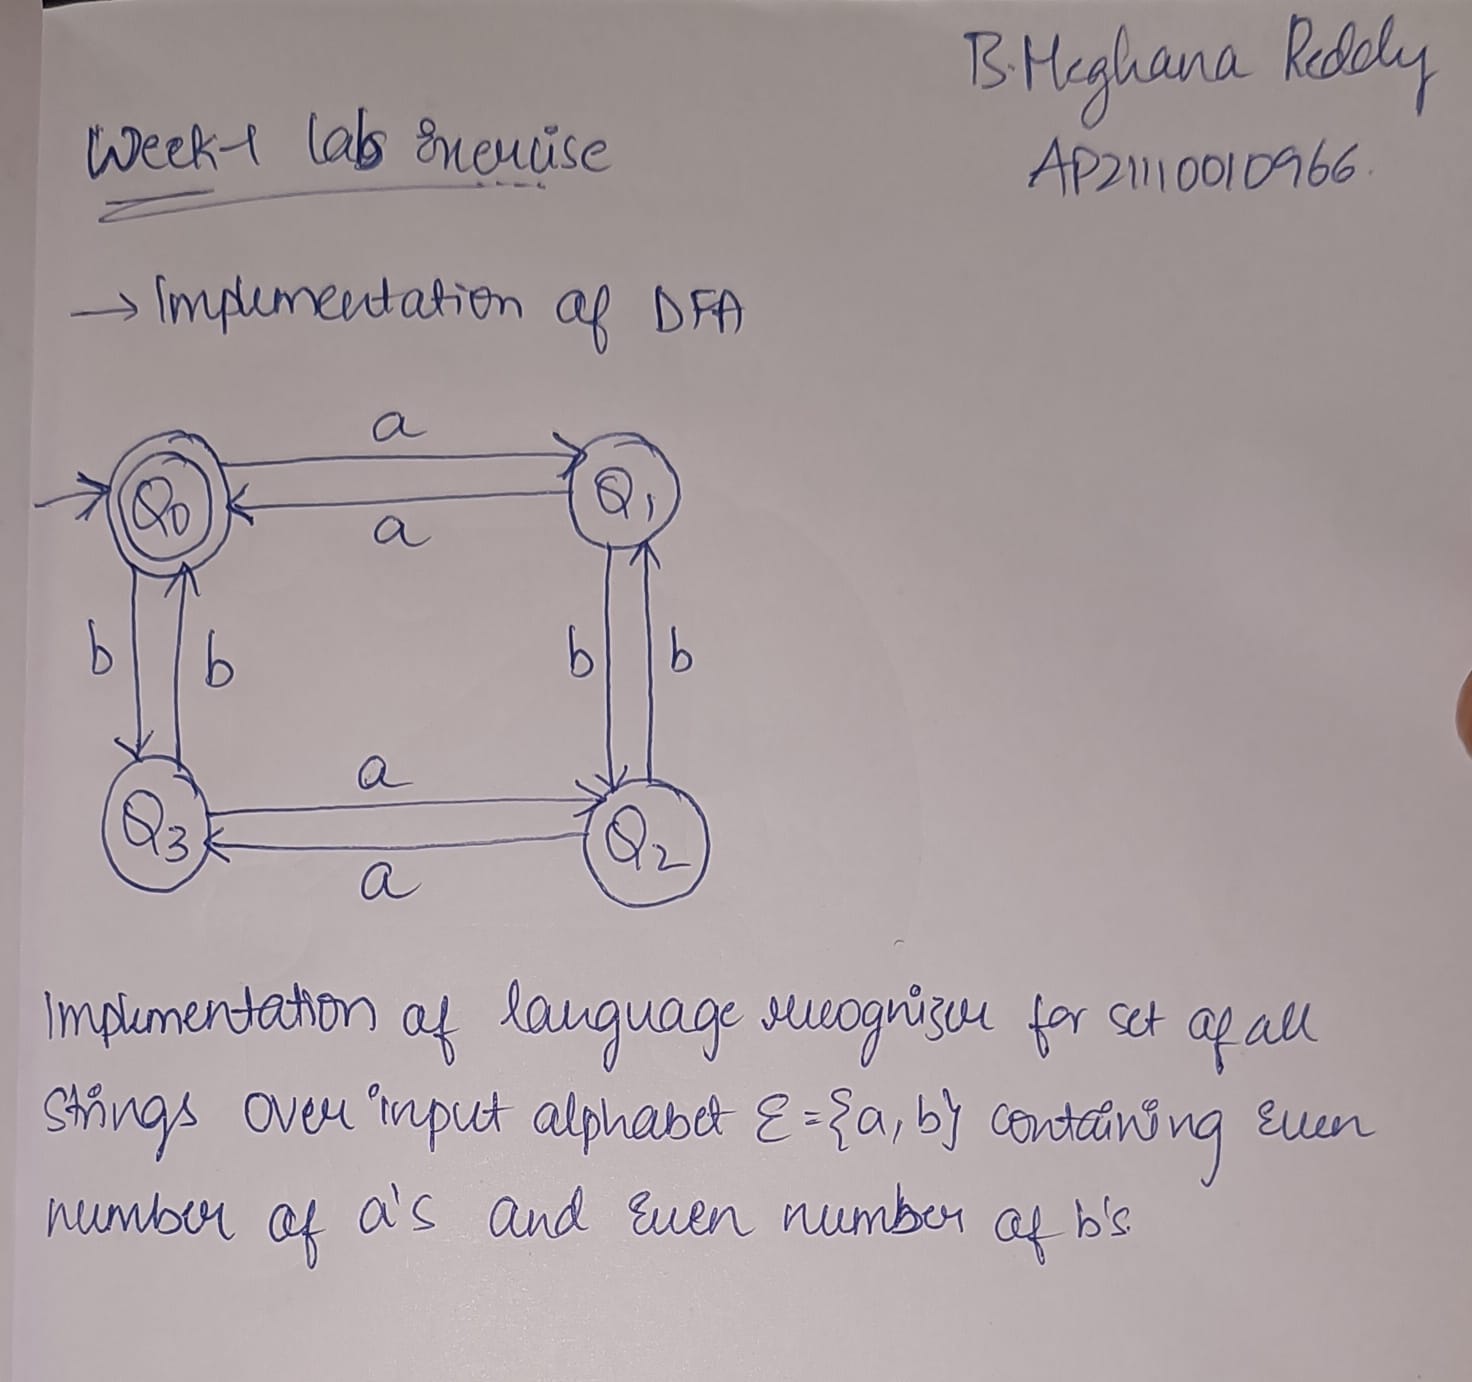 B. Meghana Reddy
AP21110010966.
Week-1 lab Exercise
→ Implementation of DFA
a
Q0
Q1
a
b
b
b
b
a
Q3
Q2
a
Implementation of language recognizer for set of all
strings over input alphabet Σ={a,b} containing even
number of a's and even number of b's.